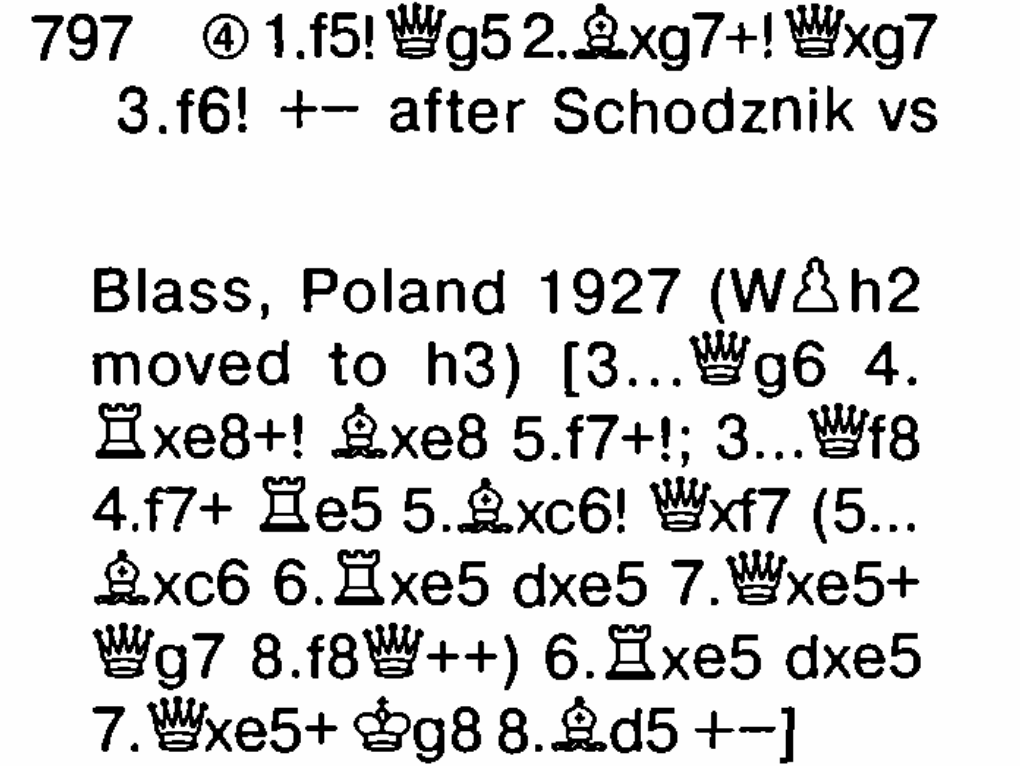 797 ④ 1.f5! ♕g5 2.♗xg7+! ♕xg7
3.f6! +− after Schodznik vs
Blass, Poland 1927 (W♙h2
moved to h3) [3...♕g6 4.
♖xe8+! ♗xe8 5.f7+!; 3...♕f8
4.f7+ ♖e5 5.♗xc6! ♕xf7 (5...
♗xc6 6.♖xe5 dxe5 7.♕xe5+
♕g7 8.f8♕++) 6.♖xe5 dxe5
7.♕xe5+ ♔g8 8.♗d5 +−]